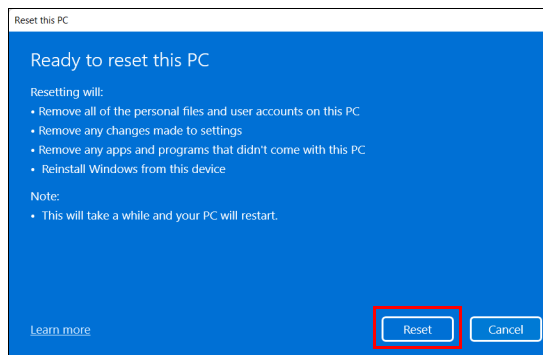 Reset this PC
Ready to reset this PC
Resetting will:
• Remove all of the personal files and user accounts on this PC
• Remove any changes made to settings
• Remove any apps and programs that didn't come with this PC
• Reinstall Windows from this device
Note:
• This will take a while and your PC will restart.
Learn more
Reset
Cancel